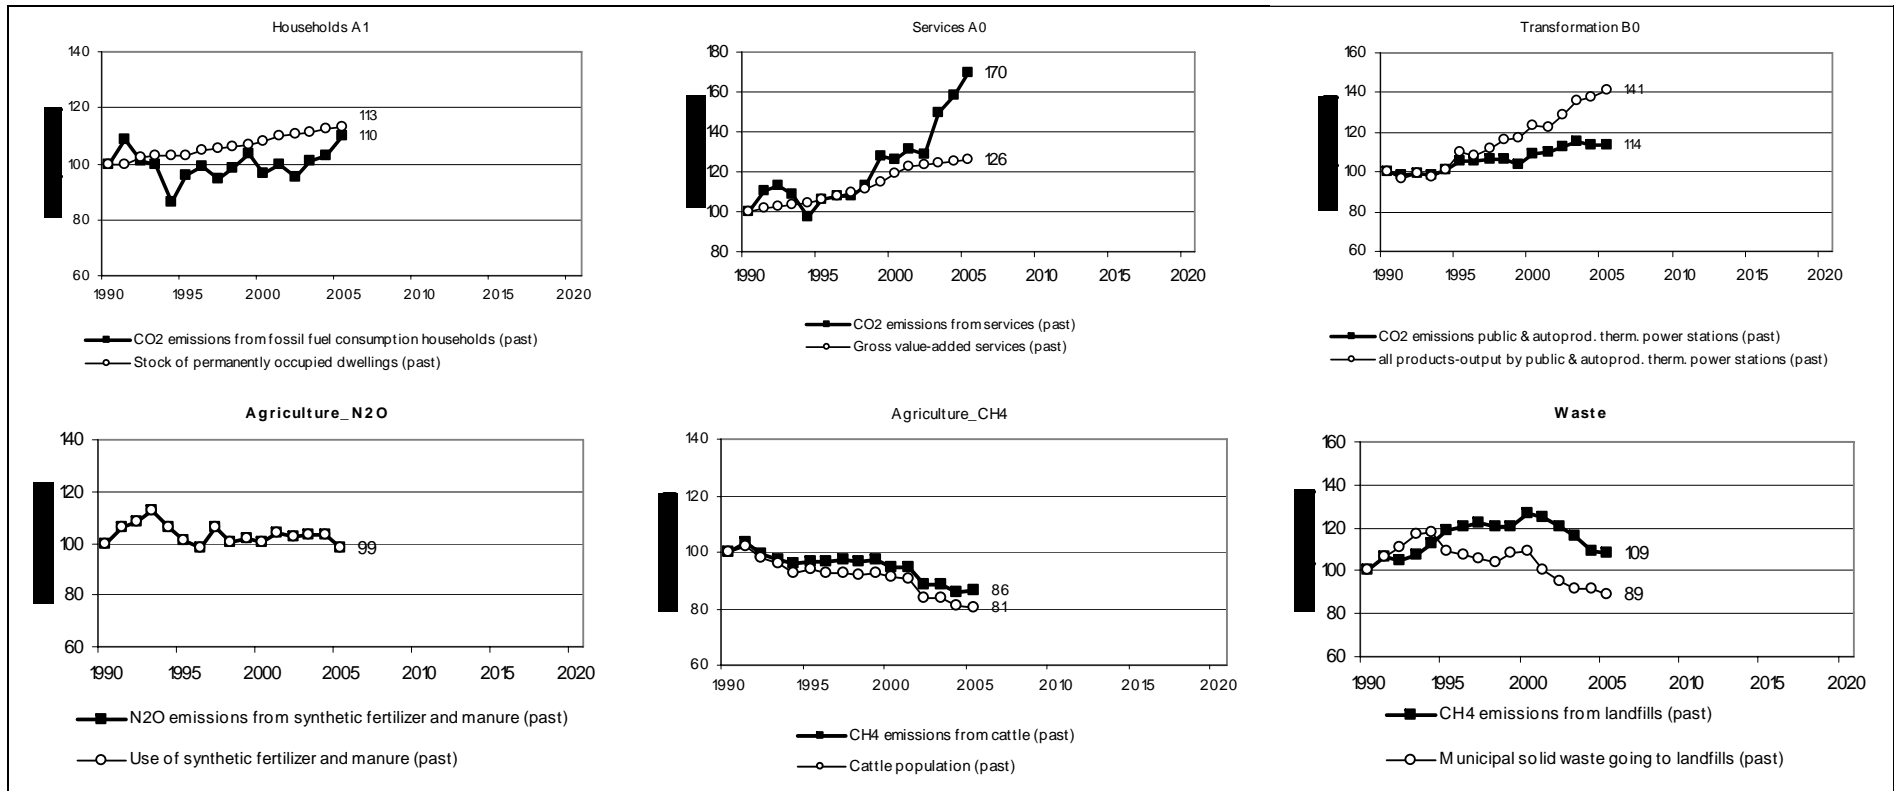 Households A1
140
120
100
80
60
113
110
1990 1995 2000 2005 2010 2015 2020
CO2 emissions from fossil fuel consumption households (past)
Stock of permanently occupied dwellings (past)
Services A0
180
160
140
120
100
80
170
126
1990 1995 2000 2005 2010 2015 2020
CO2 emissions from services (past)
Gross value-added services (past)
Transformation B0
160
140
120
100
80
60
141
114
1990 1995 2000 2005 2010 2015 2020
CO2 emissions public & autoprod. therm. power stations (past)
all products-output by public & autoprod. therm. power stations (past)
Agriculture_N2O
140
120
100
80
60
99
1990 1995 2000 2005 2010 2015 2020
N2O emissions from synthetic fertilizer and manure (past)
Use of synthetic fertilizer and manure (past)
Agriculture_CH4
140
120
100
80
60
86
81
1990 1995 2000 2005 2010 2015 2020
CH4 emissions from cattle (past)
Cattle population (past)
Waste
160
140
120
100
80
60
109
89
1990 1995 2000 2005 2010 2015 2020
CH4 emissions from landfills (past)
Municipal solid waste going to landfills (past)